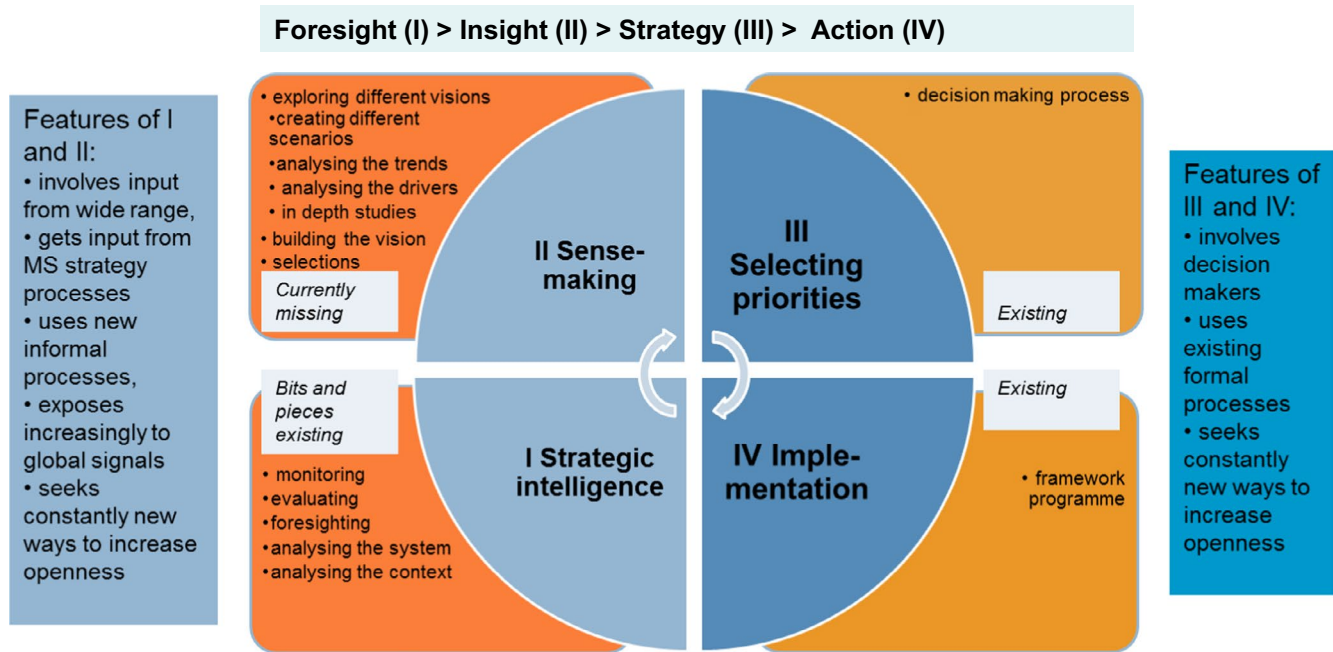 Foresight (I) > Insight (II) > Strategy (III) >  Action (IV)
Features of I
and II:
• involves input
from wide range,
• gets input from
MS strategy
processes
• uses new
informal
processes,
• exposes
increasingly to
global signals
• seeks
constantly new
ways to increase
openness
• exploring different visions
•creating different
scenarios
•analysing the trends
• analysing the drivers
• in depth studies
• building the vision
• selections
Currently
missing
II Sense-
making
III
Selecting
priorities
• decision making process
Existing
Bits and
pieces
existing
• monitoring
• evaluating
•foresighting
•analysing the system
•analysing the context
I Strategic
intelligence
IV Imple-
mentation
Existing
• framework
programme
Features of
III and IV:
• involves
decision
makers
• uses
existing
formal
processes
• seeks
constantly
new ways to
increase
openness